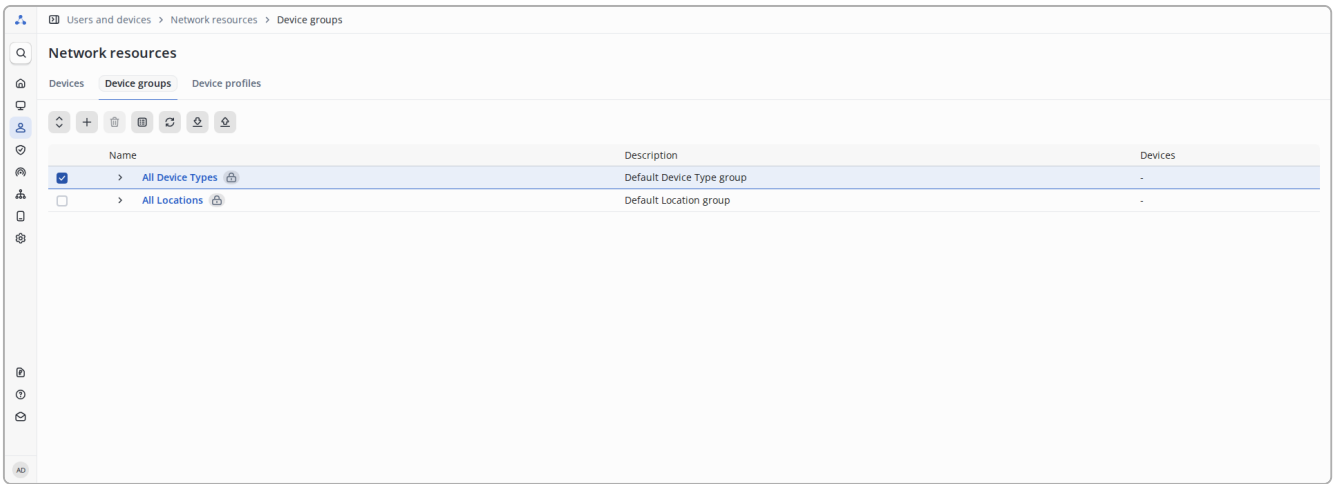 Users and devices > Network resources > Device groups
Network resources
Devices Device groups Device profiles
Name Description Devices
All Device Types Default Device Type group -
All Locations Default Location group -
AD